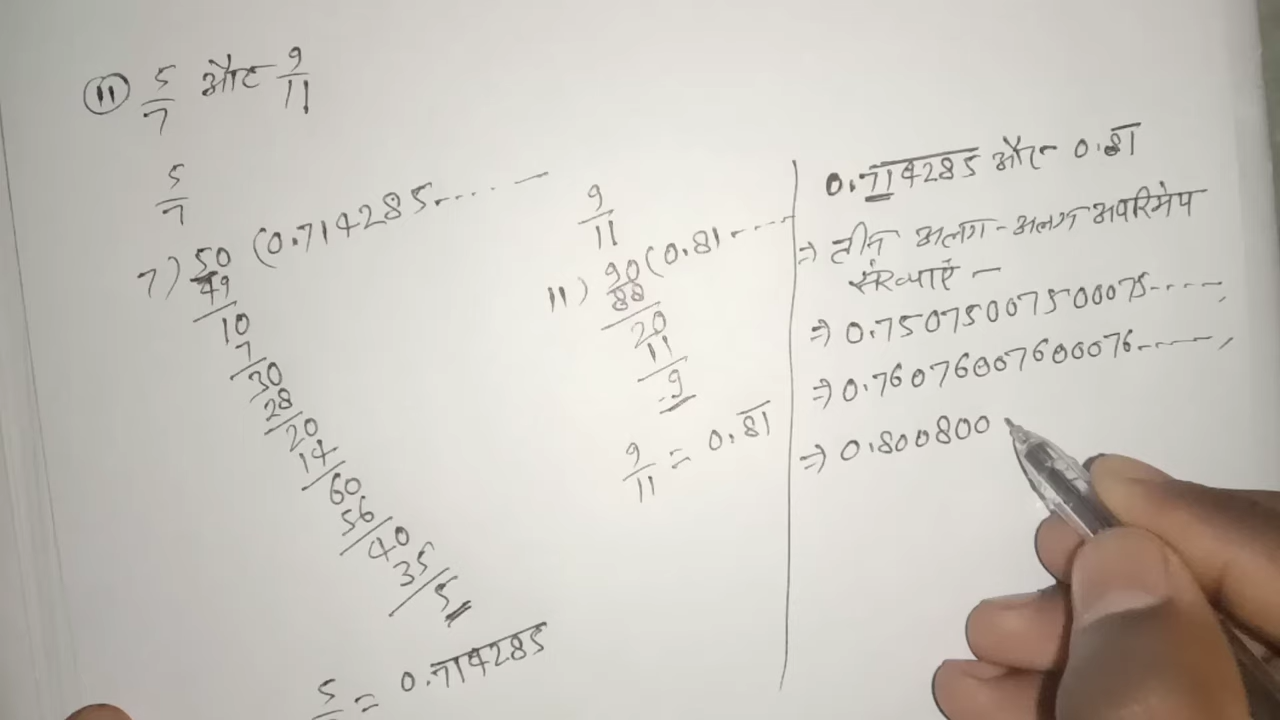 (11) 5/7 और 9/11
5/7
7) 50 (0.714285....
49
10
7
30
28
20
14
60
56
40
35
5
5/ = 0.714285
9/11
11) 90 (0.81....
88
20
11
9
9/11 = 0.81
0.714285 और 0.81
⇒ तीन अलग-अलग अपरिमेय
संख्याएं -
⇒ 0.75075007500075.....,
⇒ 0.76076007600076.....,
⇒ 0.800800